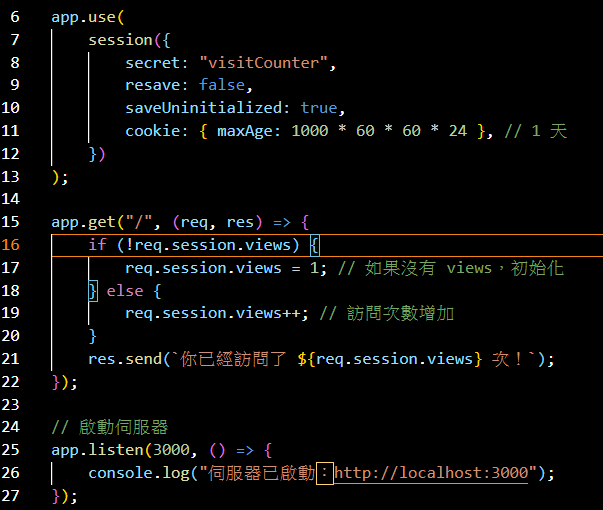 6 app.use(
7     session({
8         secret: "visitCounter",
9         resave: false,
10         saveUninitialized: true,
11         cookie: { maxAge: 1000 * 60 * 60 * 24 }, // 1 天
12     })
13 );
14
15 app.get("/", (req, res) => {
16     if (!req.session.views) {
17         req.session.views = 1; // 如果沒有 views，初始化
18     } else {
19         req.session.views++; // 訪問次數增加
20     }
21     res.send(`你已經訪問了 ${req.session.views} 次！`);
22 });
23
24 // 啟動伺服器
25 app.listen(3000, () => {
26     console.log("伺服器已啟動：http://localhost:3000");
27 });